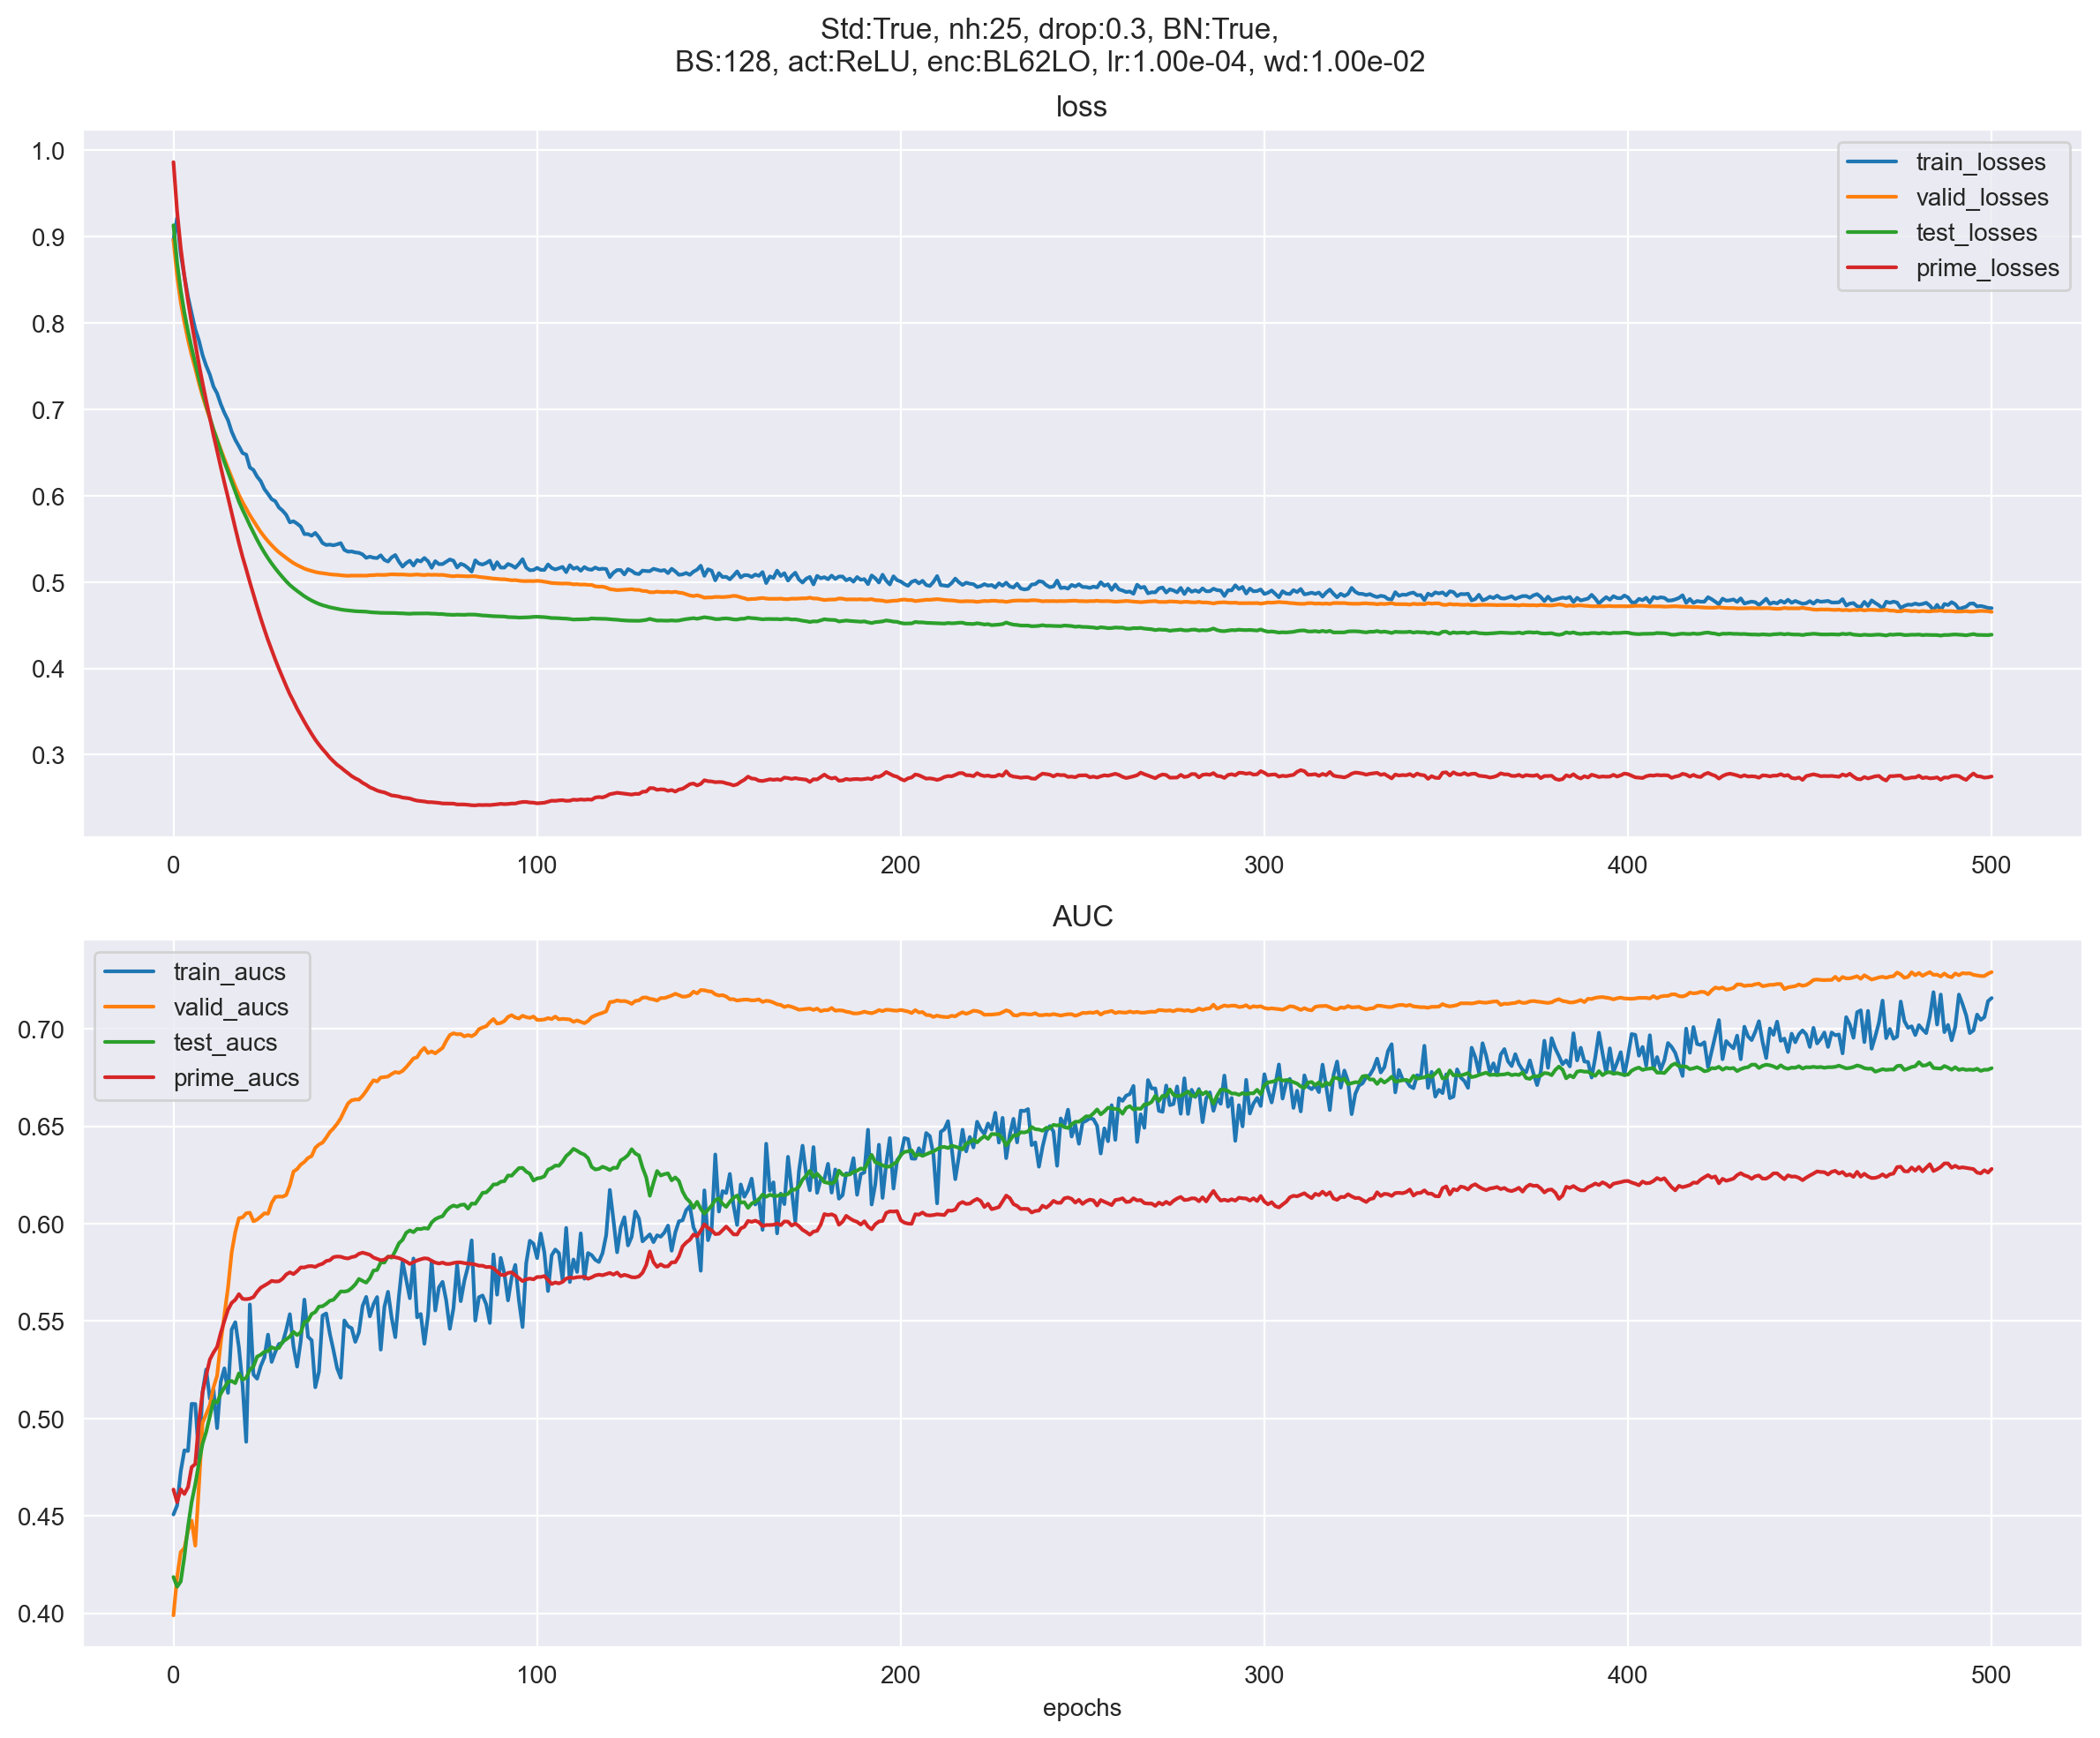 Std:True, nh:25, drop:0.3, BN:True,
BS:128, act:ReLU, enc:BL62LO, lr:1.00e-04, wd:1.00e-02
loss
1.0
0.9
0.8
0.7
0.6
0.5
0.4
0.3
train_losses
valid_losses
test_losses
prime_losses
0 100 200 300 400 500
AUC
train_aucs
valid_aucs
test_aucs
prime_aucs
0.70
0.65
0.60
0.55
0.50
0.45
0.40
0 100 200 300 400 500
epochs